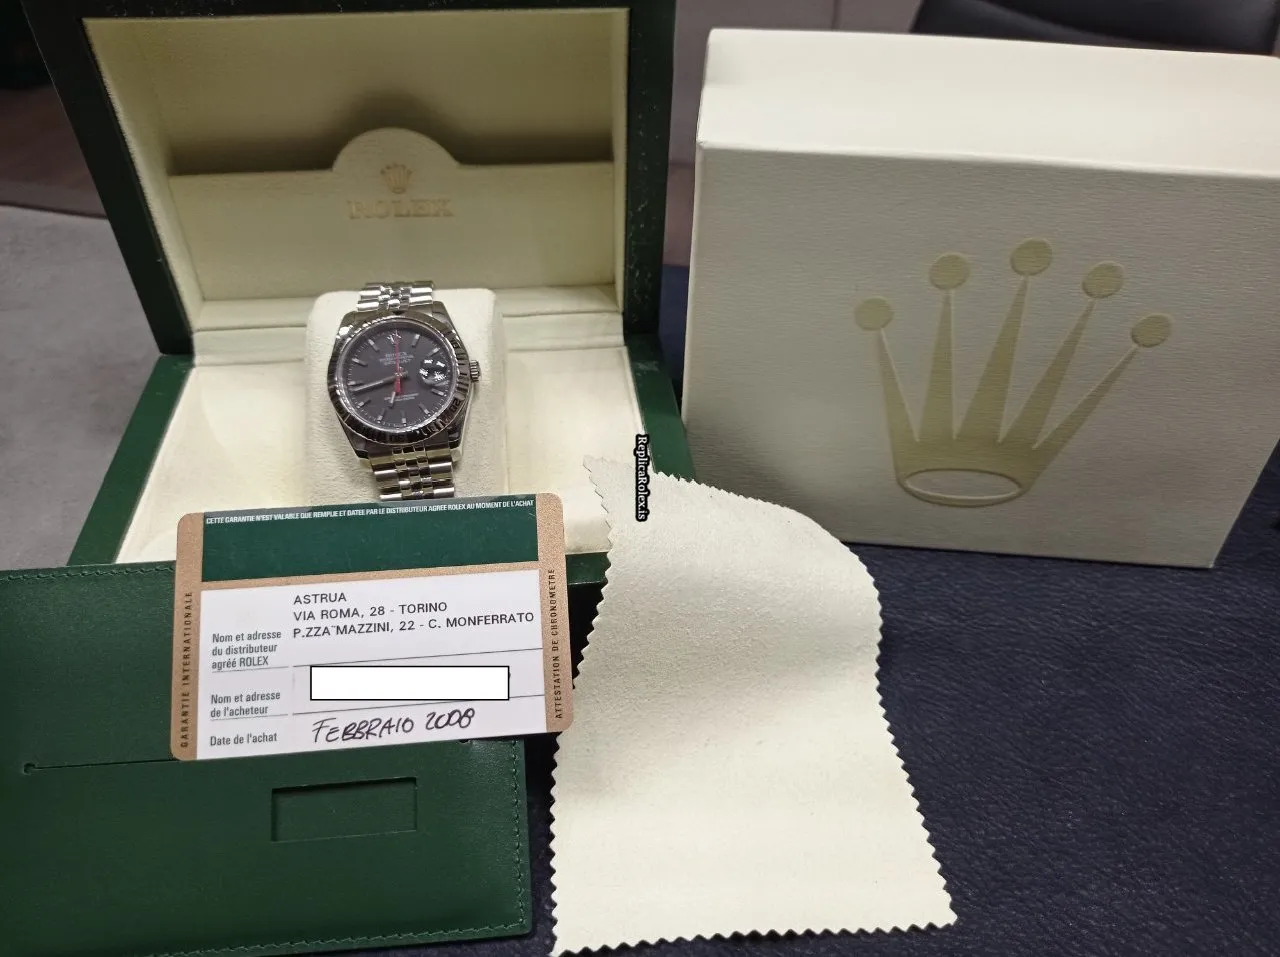 ROLEX
ReplicaRolex.is
CETTE GARANTIE N'EST VALABLE QUE REMPLIE ET DATEE PAR LE DISTRIBUTEUR AGREE ROLEX AU MOMENT DE L'ACHAT
GARANTIE INTERNATIONALE
ATTESTATION DE CHRONOMETRE
ASTRUA
VIA ROMA, 28 - TORINO
P.ZZA MAZZINI, 22 - C. MONFERRATO
Nom et adresse
du distributeur
agréé ROLEX
Nom et adresse
de l'acheteur
Date de l'achat
FEBBRAIO 2008